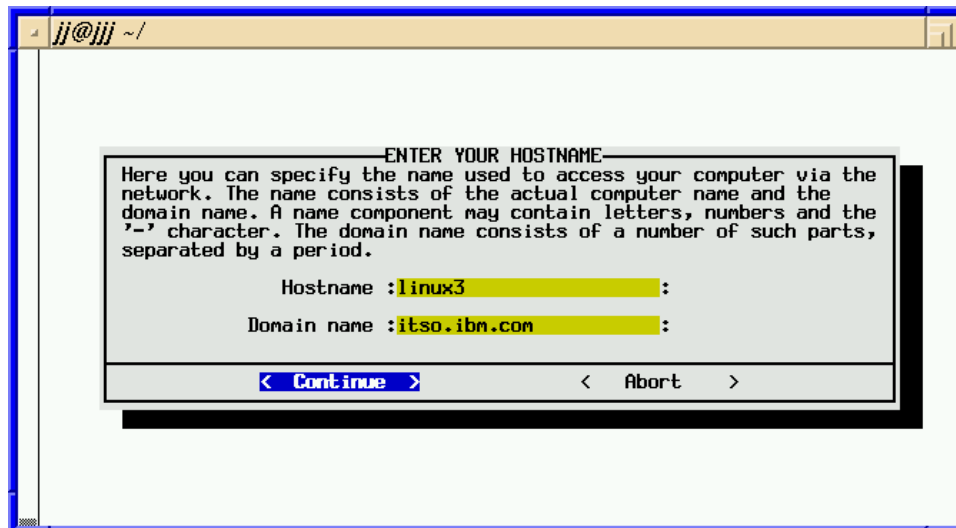 jj@jjj ~/
ENTER YOUR HOSTNAME
Here you can specify the name used to access your computer via the
network. The name consists of the actual computer name and the
domain name. A name component may contain letters, numbers and the
'-' character. The domain name consists of a number of such parts,
separated by a period.
Hostname :linux3 :
Domain name :itso.ibm.com :
< Continue > < Abort >